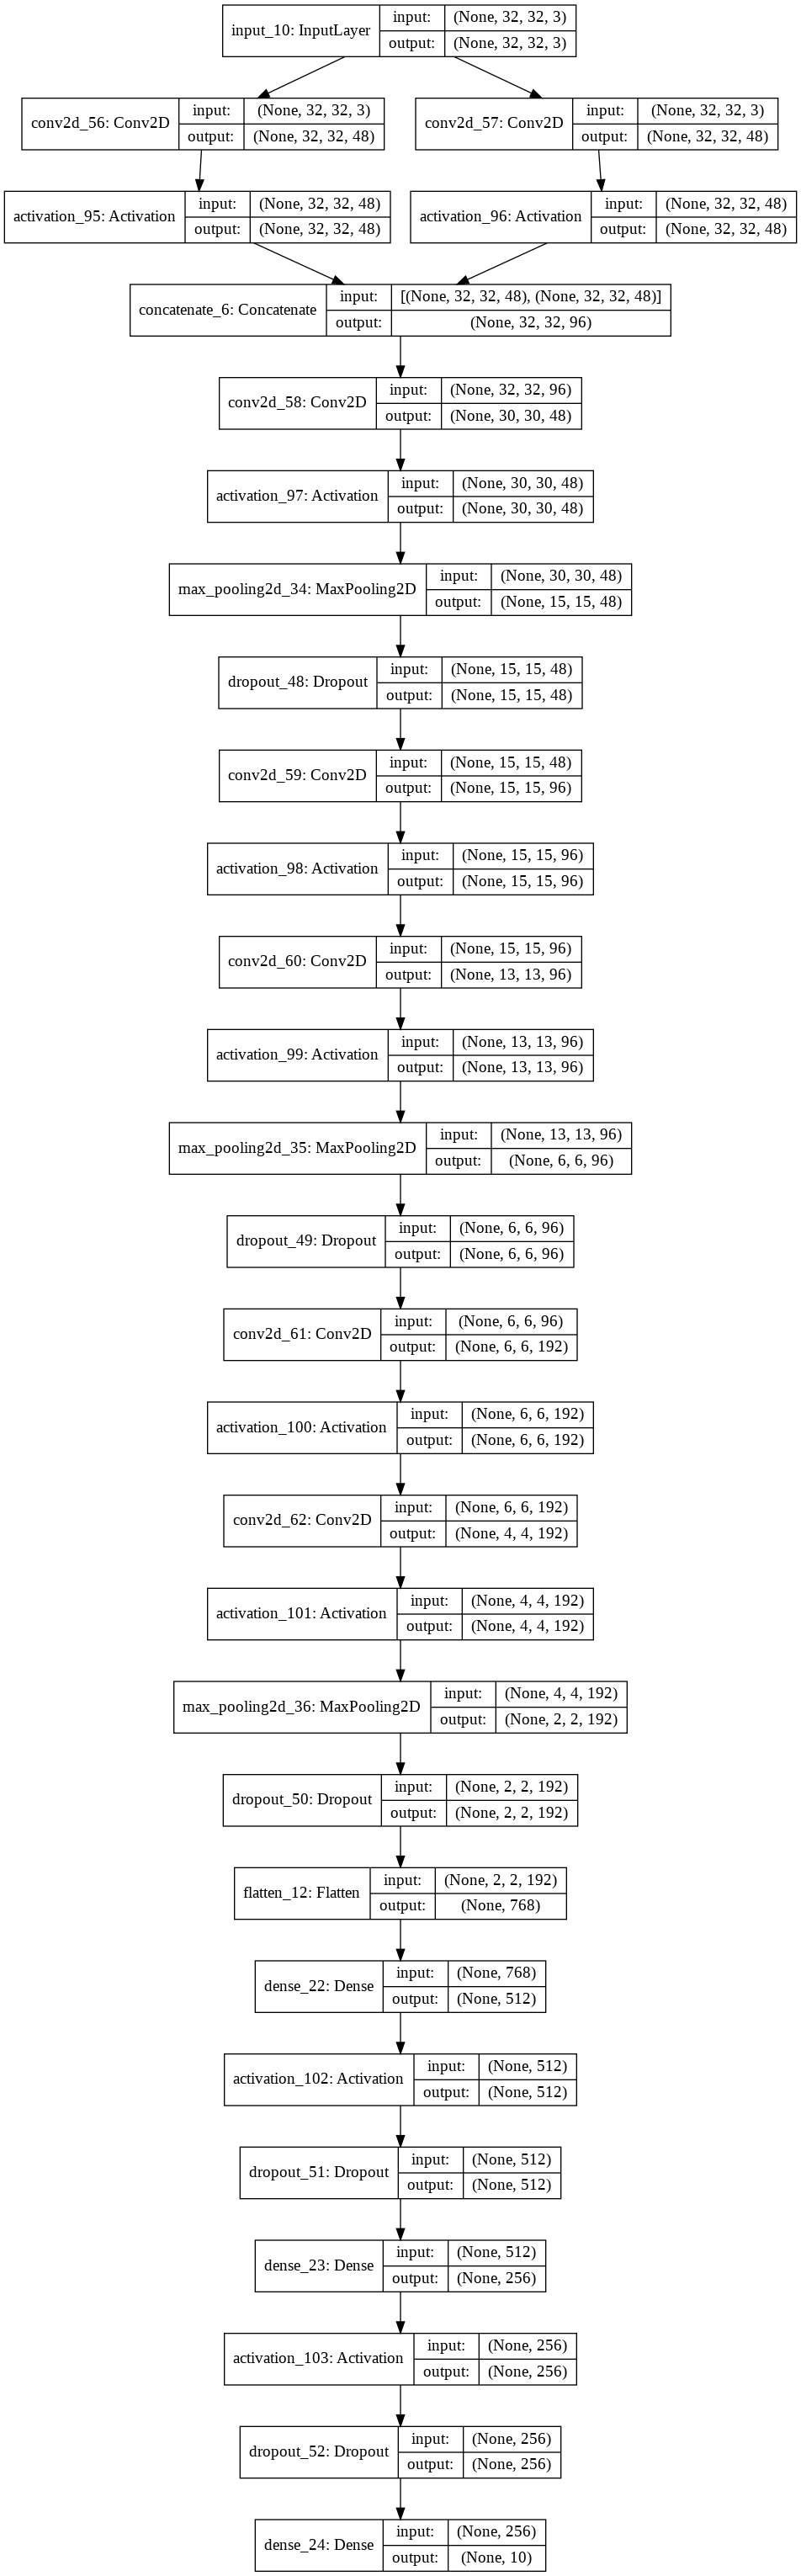 input_10: InputLayer
input: (None, 32, 32, 3)
output: (None, 32, 32, 3)
conv2d_56: Conv2D
input: (None, 32, 32, 3)
output: (None, 32, 32, 48)
conv2d_57: Conv2D
input: (None, 32, 32, 3)
output: (None, 32, 32, 48)
activation_95: Activation
input: (None, 32, 32, 48)
output: (None, 32, 32, 48)
activation_96: Activation
input: (None, 32, 32, 48)
output: (None, 32, 32, 48)
concatenate_6: Concatenate
input: [(None, 32, 32, 48), (None, 32, 32, 48)]
output: (None, 32, 32, 96)
conv2d_58: Conv2D
input: (None, 32, 32, 96)
output: (None, 30, 30, 48)
activation_97: Activation
input: (None, 30, 30, 48)
output: (None, 30, 30, 48)
max_pooling2d_34: MaxPooling2D
input: (None, 30, 30, 48)
output: (None, 15, 15, 48)
dropout_48: Dropout
input: (None, 15, 15, 48)
output: (None, 15, 15, 48)
conv2d_59: Conv2D
input: (None, 15, 15, 48)
output: (None, 15, 15, 96)
activation_98: Activation
input: (None, 15, 15, 96)
output: (None, 15, 15, 96)
conv2d_60: Conv2D
input: (None, 15, 15, 96)
output: (None, 13, 13, 96)
activation_99: Activation
input: (None, 13, 13, 96)
output: (None, 13, 13, 96)
max_pooling2d_35: MaxPooling2D
input: (None, 13, 13, 96)
output: (None, 6, 6, 96)
dropout_49: Dropout
input: (None, 6, 6, 96)
output: (None, 6, 6, 96)
conv2d_61: Conv2D
input: (None, 6, 6, 96)
output: (None, 6, 6, 192)
activation_100: Activation
input: (None, 6, 6, 192)
output: (None, 6, 6, 192)
conv2d_62: Conv2D
input: (None, 6, 6, 192)
output: (None, 4, 4, 192)
activation_101: Activation
input: (None, 4, 4, 192)
output: (None, 4, 4, 192)
max_pooling2d_36: MaxPooling2D
input: (None, 4, 4, 192)
output: (None, 2, 2, 192)
dropout_50: Dropout
input: (None, 2, 2, 192)
output: (None, 2, 2, 192)
flatten_12: Flatten
input: (None, 2, 2, 192)
output: (None, 768)
dense_22: Dense
input: (None, 768)
output: (None, 512)
activation_102: Activation
input: (None, 512)
output: (None, 512)
dropout_51: Dropout
input: (None, 512)
output: (None, 512)
dense_23: Dense
input: (None, 512)
output: (None, 256)
activation_103: Activation
input: (None, 256)
output: (None, 256)
dropout_52: Dropout
input: (None, 256)
output: (None, 256)
dense_24: Dense
input: (None, 256)
output: (None, 10)